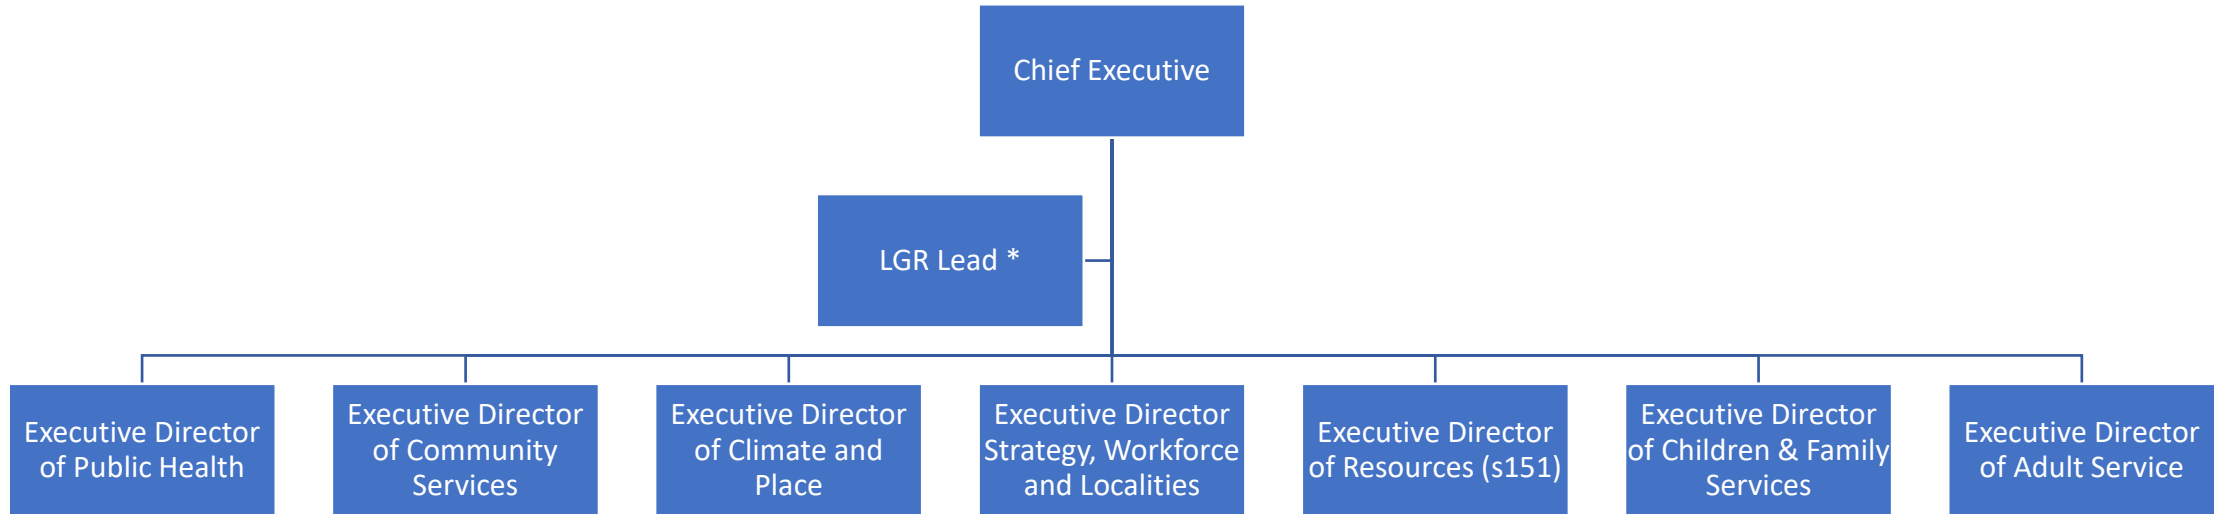 Chief Executive
LGR Lead *
Executive Director
of Public Health
Executive Director
of Community
Services
Executive Director
of Climate and
Place
Executive Director
Strategy, Workforce
and Localities
Executive Director
of Resources (s151)
Executive Director
of Children & Family
Services
Executive Director
of Adult Service